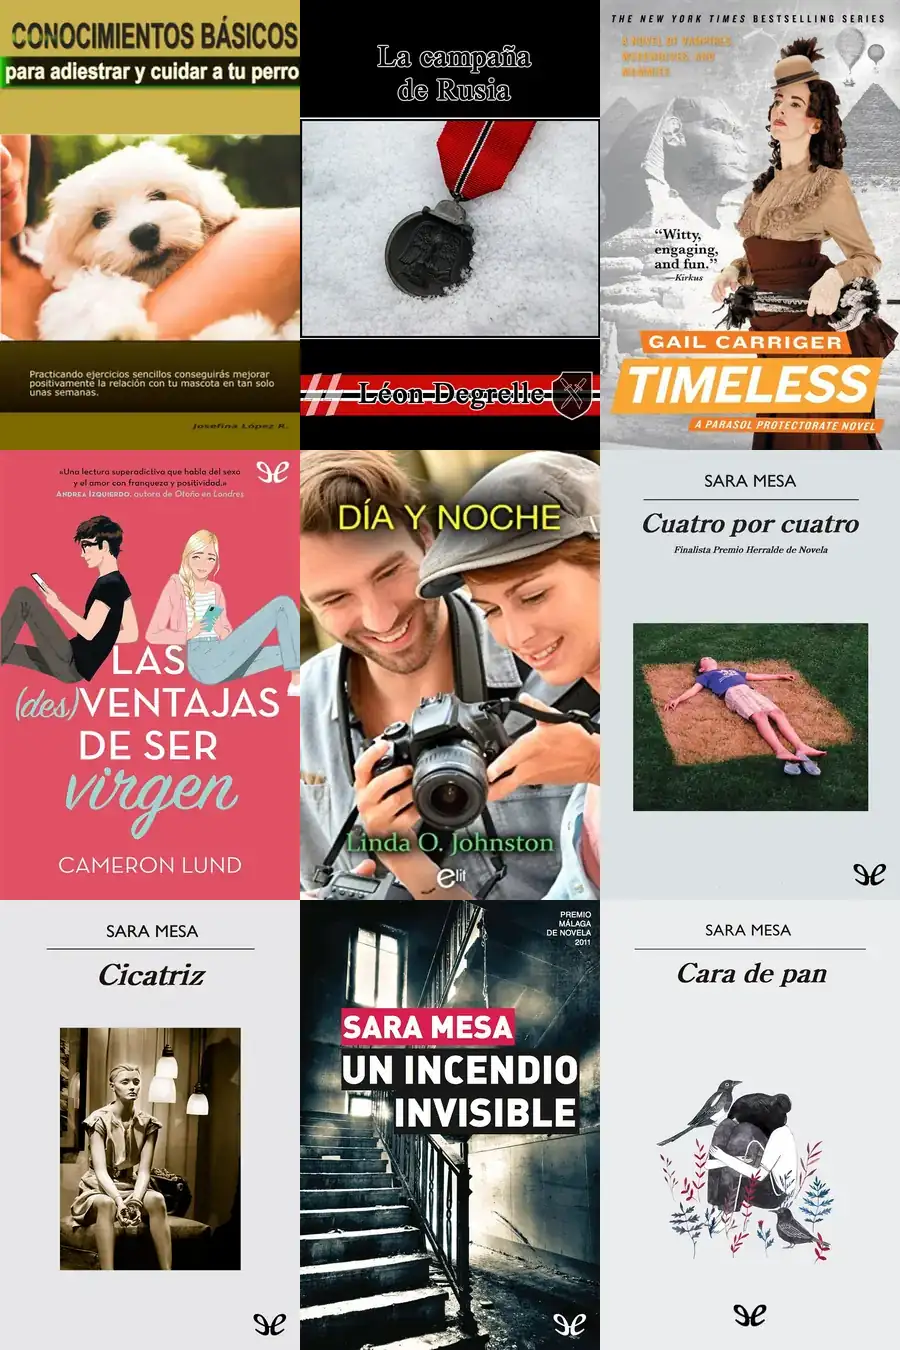 CONOCIMIENTOS BÁSICOS
para adiestrar y cuidar a tu perro
Practicando ejercicios sencillos conseguirás mejorar
positivamente la relación con tu mascota en tan solo
unas semanas.
Josefina López R.
La campaña
de Rusia
Léon Degrelle
THE NEW YORK TIMES BESTSELLING SERIES
A NOVEL OF VAMPIRES,
WEREWOLVES, AND
MUMMIES
“Witty,
engaging,
and fun.”
—Kirkus
GAIL CARRIGER
TIMELESS
A PARASOL PROTECTORATE NOVEL
«Una lectura superadictiva que habla del sexo
y el amor con franqueza y positividad.»
ANDREA IZQUIERDO, autora de Otoño en Londres
LAS
(des)VENTAJAS
DE SER
virgen
CAMERON LUND
DÍA Y NOCHE
Linda O. Johnston
elit
SARA MESA
Cuatro por cuatro
Finalista Premio Herralde de Novela
SARA MESA
Cicatriz
PREMIO
MÁLAGA
DE NOVELA
2011
SARA MESA
UN INCENDIO
INVISIBLE
SARA MESA
Cara de pan